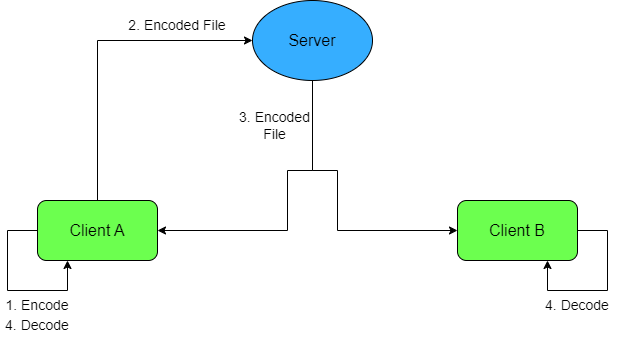 2. Encoded File
Server
3. Encoded
File
Client A
Client B
1. Encode
4. Decode
4. Decode